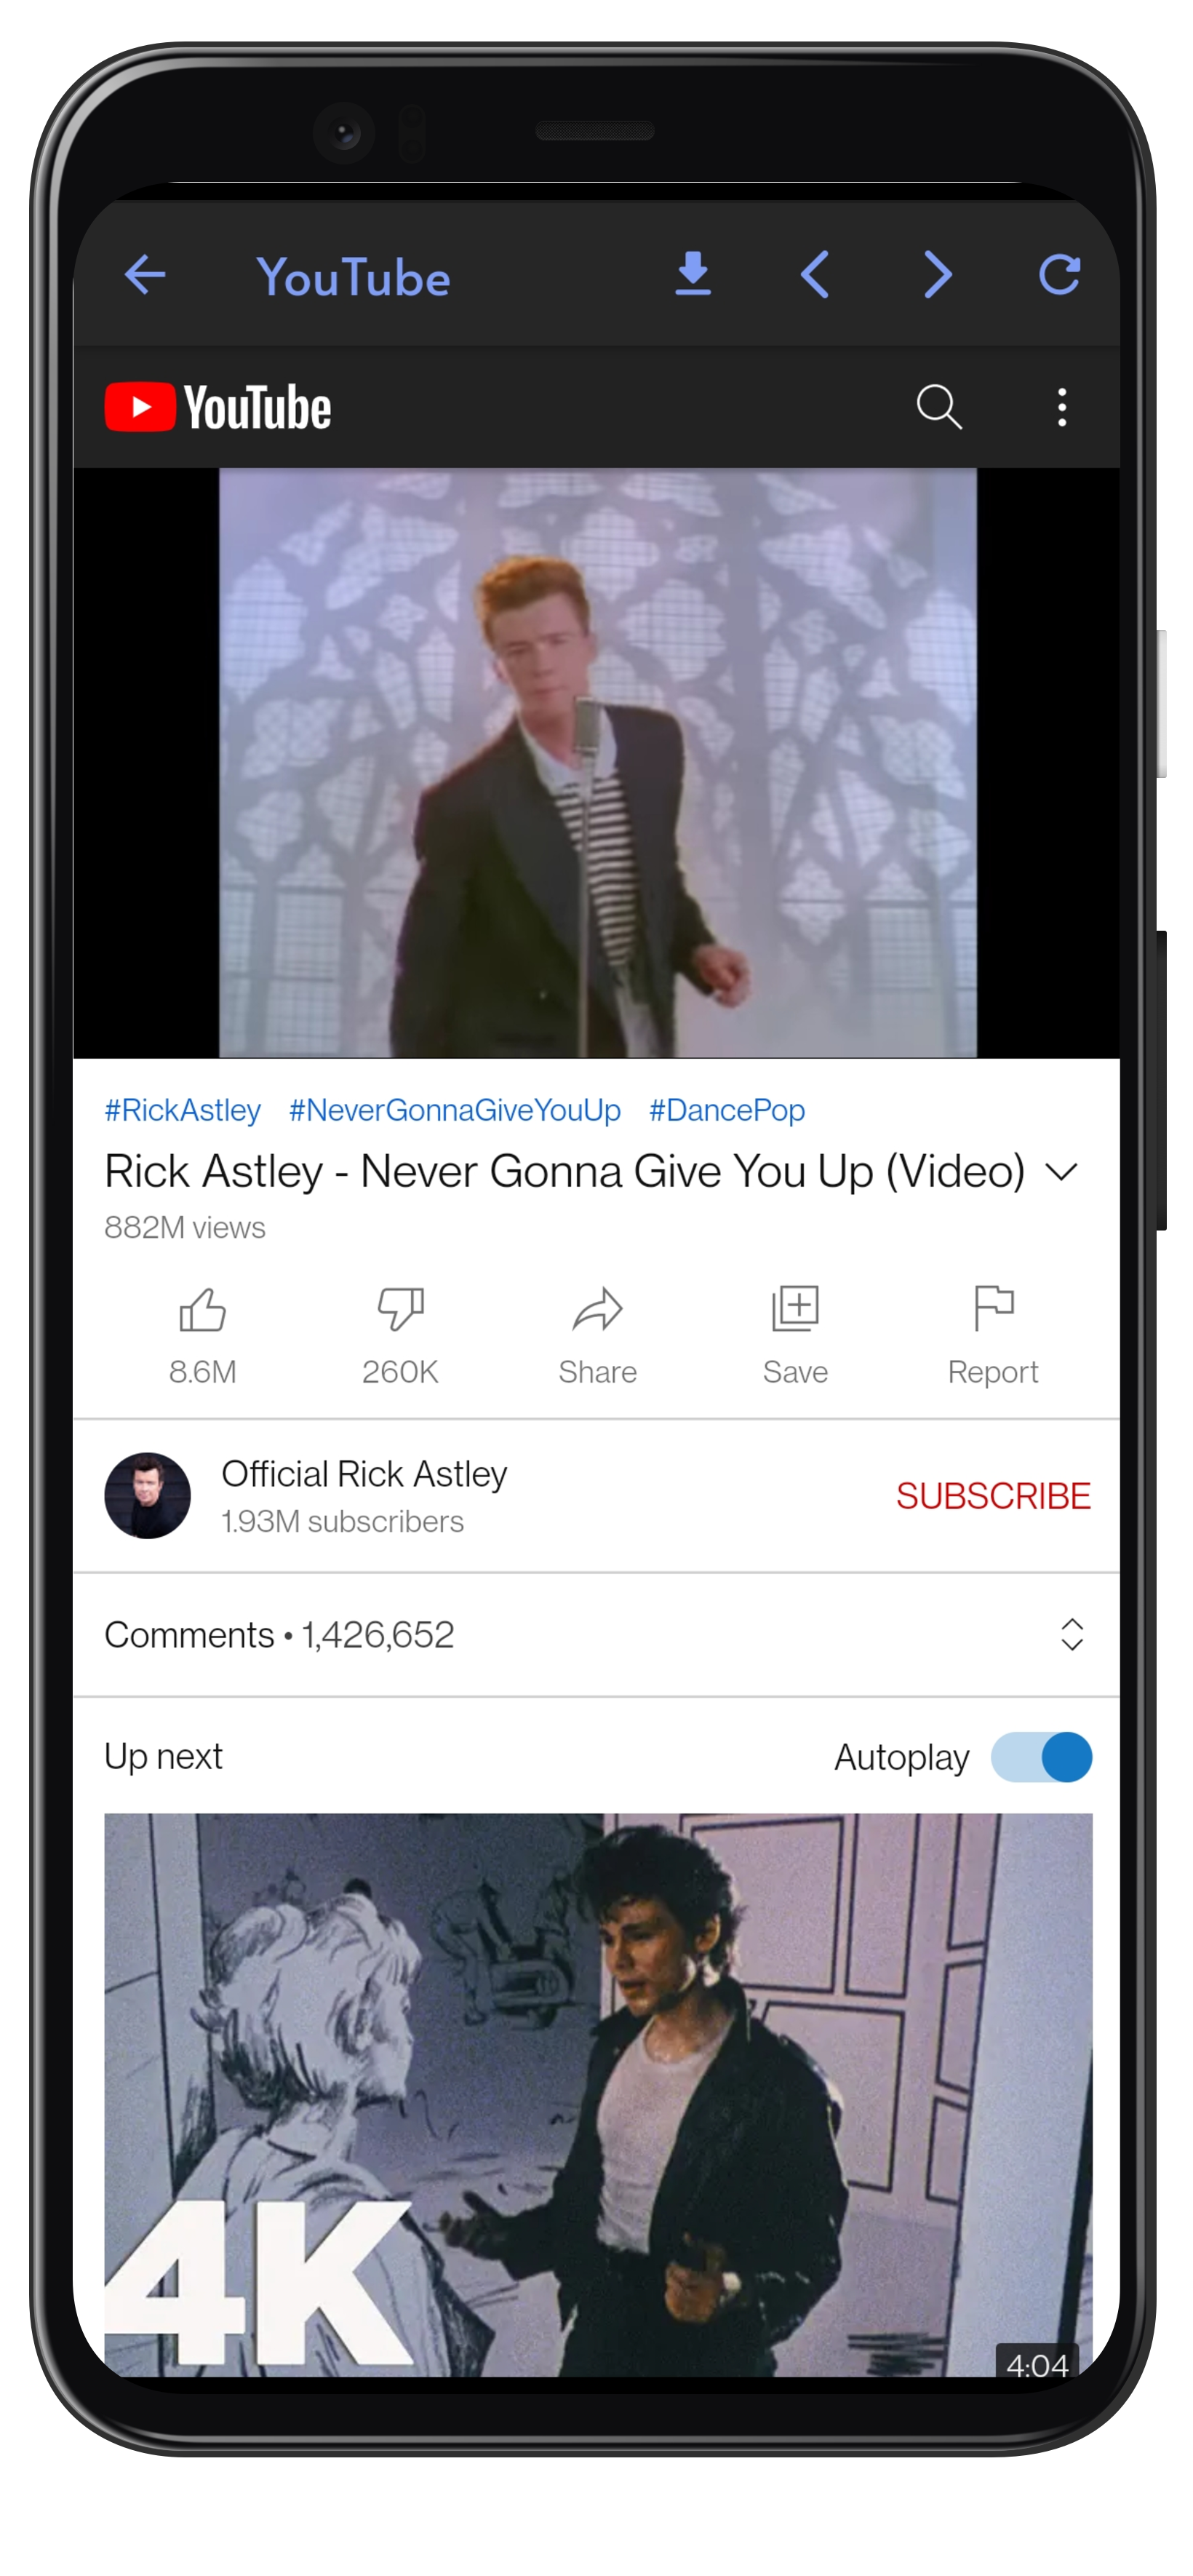 YouTube
YouTube
#RickAstley #NeverGonnaGiveYouUp #DancePop
Rick Astley - Never Gonna Give You Up (Video)
882M views
8.6M 260K Share Save Report
Official Rick Astley
1.93M subscribers
SUBSCRIBE
Comments • 1,426,652
Up next Autoplay
4K
4:04